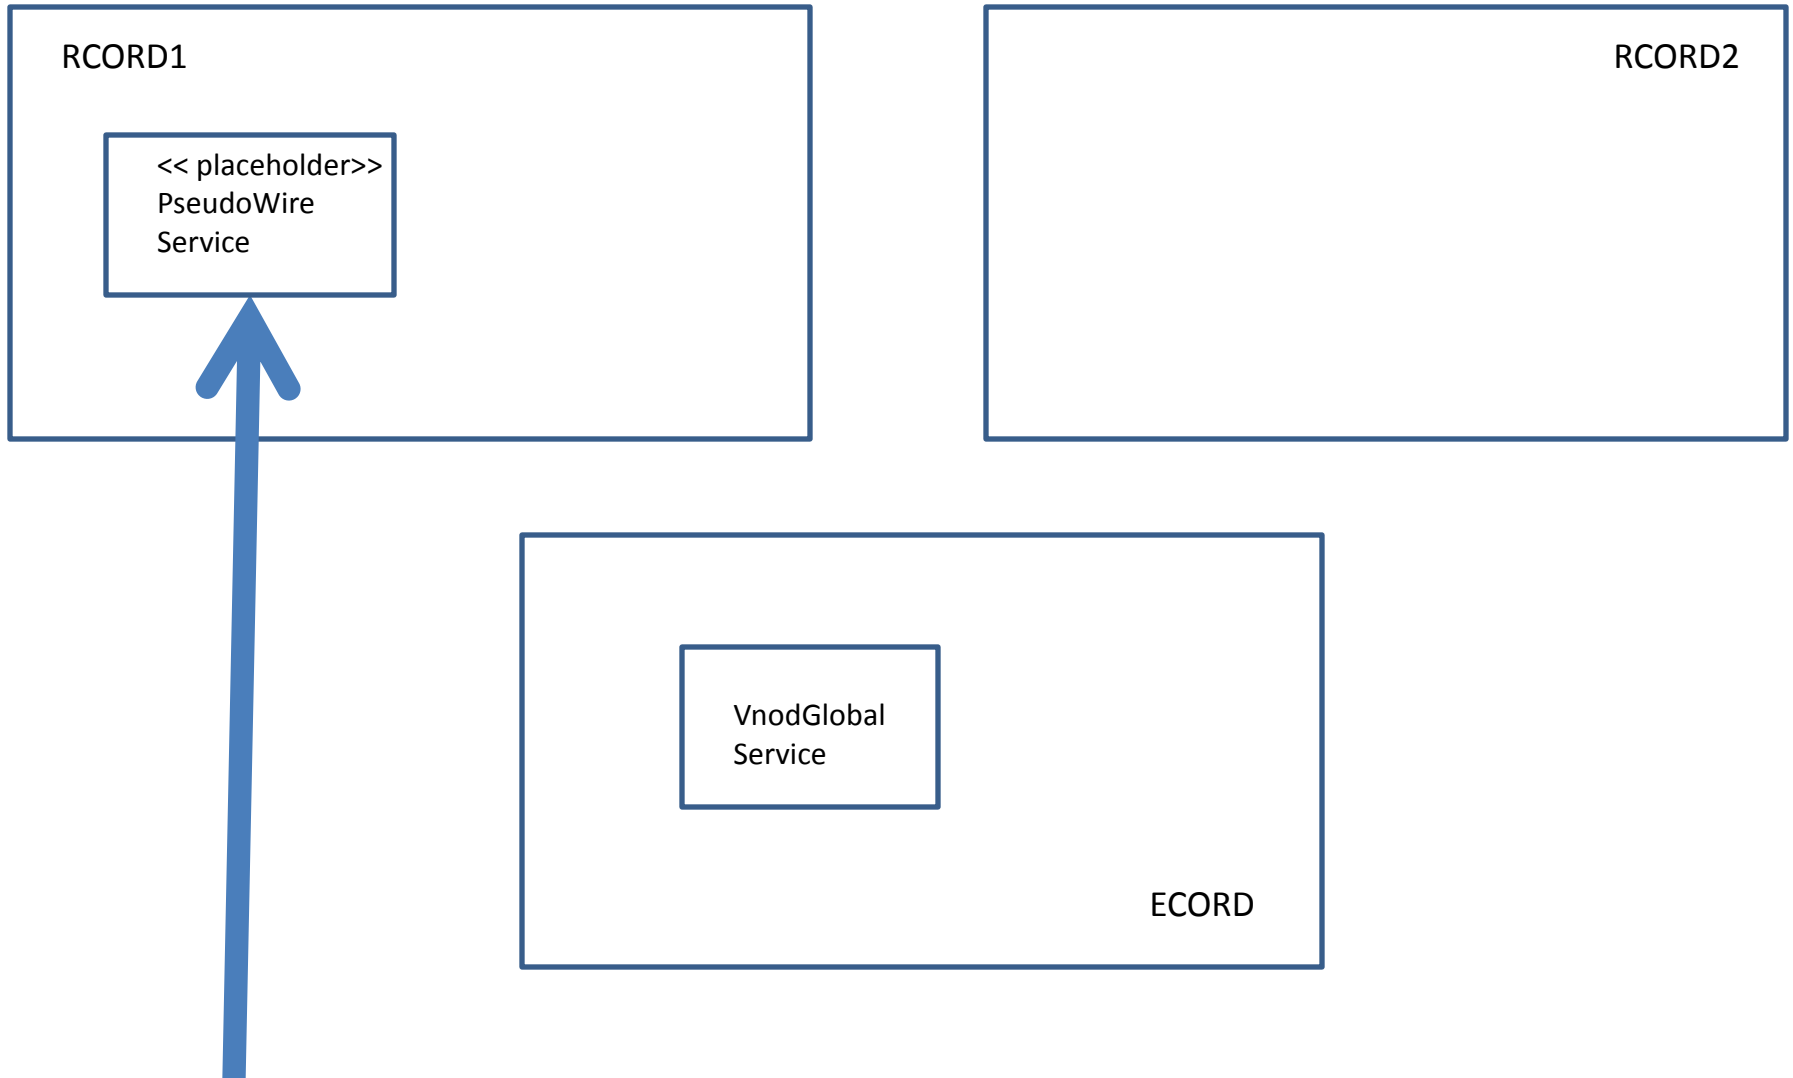 RCORD1
RCORD2
<< placeholder>>
PseudoWire
Service
VnodGlobal
Service
ECORD